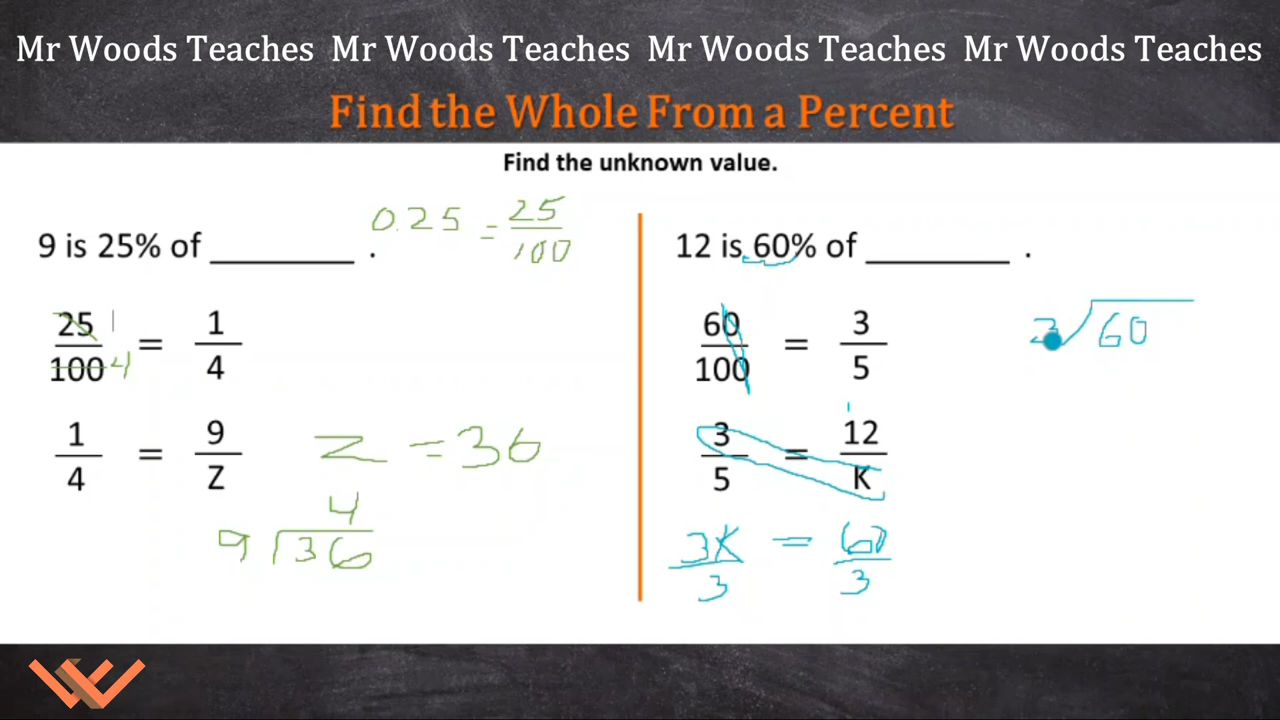 Mr Woods Teaches Mr Woods Teaches Mr Woods Teaches Mr Woods Teaches
Find the Whole From a Percent
Find the unknown value.
9 is 25% of ________ .
0.25 = 25/100
25/100 1/4 = 1/4
1/4 = 9/Z
Z = 36
4
9 36
12 is 60% of ________ .
60/100 = 3/5
3 60
3/5 = 12/K
3K/3 = 60/3